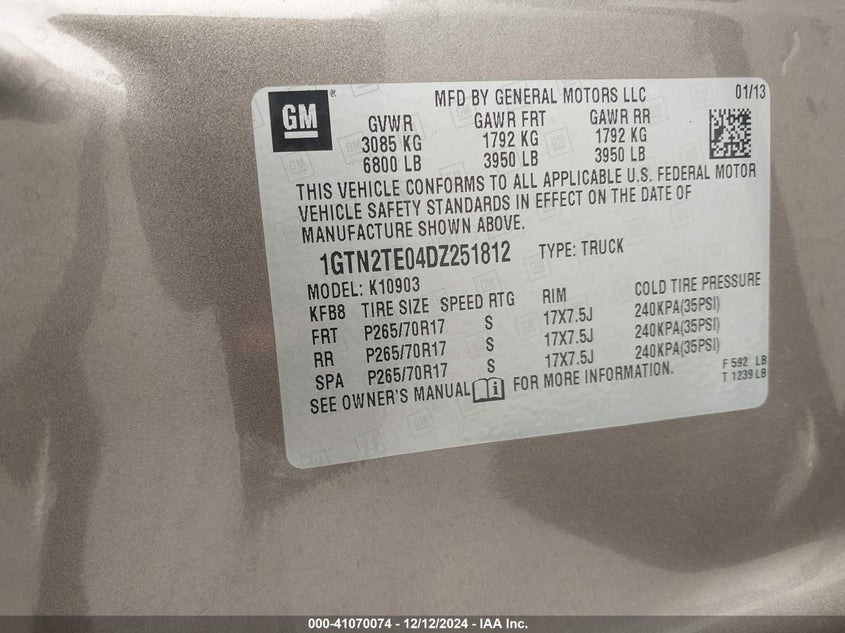 GM
MFD BY GENERAL MOTORS LLC 01/13
GVWR GAWR FRT GAWR RR
3085 KG 1792 KG 1792 KG
6800 LB 3950 LB 3950 LB
THIS VEHICLE CONFORMS TO ALL APPLICABLE U.S. FEDERAL MOTOR
VEHICLE SAFETY STANDARDS IN EFFECT ON THE DATE OF
MANUFACTURE SHOWN ABOVE.
1GTN2TE04DZ251812 TYPE: TRUCK
MODEL: K10903
KFB8 TIRE SIZE SPEED RTG RIM COLD TIRE PRESSURE
FRT P265/70R17 S 17X7.5J 240KPA(35PSI)
RR P265/70R17 S 17X7.5J 240KPA(35PSI)
SPA P265/70R17 S 17X7.5J 240KPA(35PSI)
SEE OWNER'S MANUAL FOR MORE INFORMATION.
F 592 LB
T 1239 LB
000-41070074 - 12/12/2024 - IAA Inc.